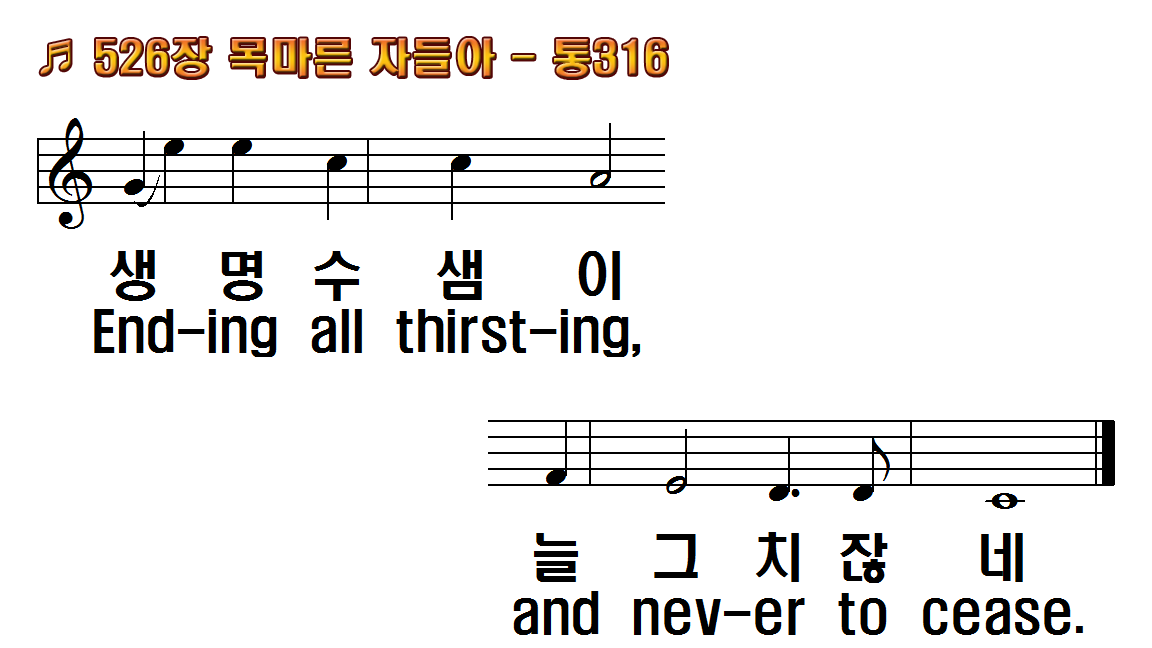 ♬ 526장 목마른 자들아 - 통316
생 명 수 샘 이
End-ing all thirst-ing,
늘 그 치 잖 네
and nev-er to cease.